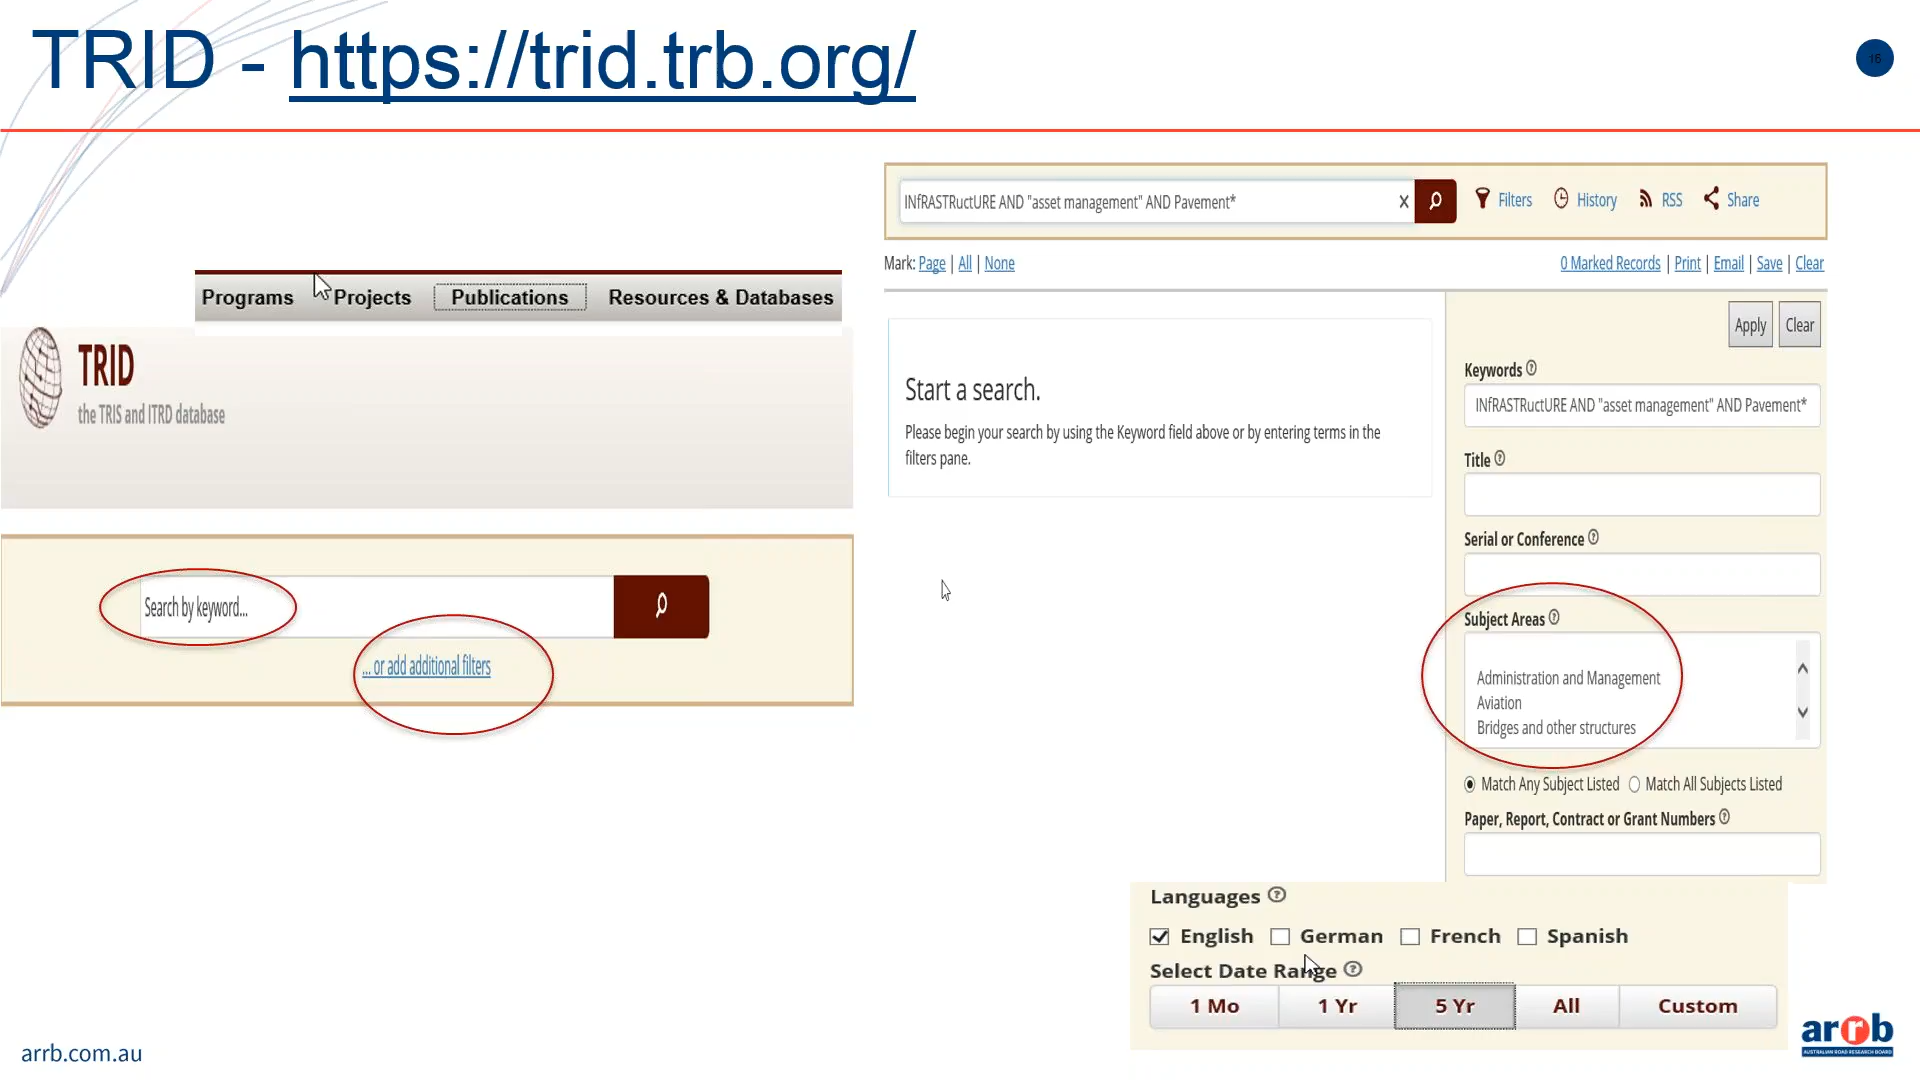 TRID - https://trid.trb.org/
16
Programs Projects Publications Resources & Databases
TRID
the TRIS and ITRD database
Search by keyword...
... or add additional filters
INfRASTRuctURE AND "asset management" AND Pavement* X Filters History RSS Share
Mark: Page | All | None
0 Marked Records | Print | Email | Save | Clear
Start a search.
Please begin your search by using the Keyword field above or by entering terms in the
filters pane.
Apply Clear
Keywords ?
INfRASTRuctURE AND "asset management" AND Pavement*
Title ?
Serial or Conference ?
Subject Areas ?
Administration and Management
Aviation
Bridges and other structures
Match Any Subject Listed Match All Subjects Listed
Paper, Report, Contract or Grant Numbers ?
Languages ?
English German French Spanish
Select Date Range ?
1 Mo 1 Yr 5 Yr All Custom
arrb.com.au
arrb
AUSTRALIAN ROAD RESEARCH BOARD